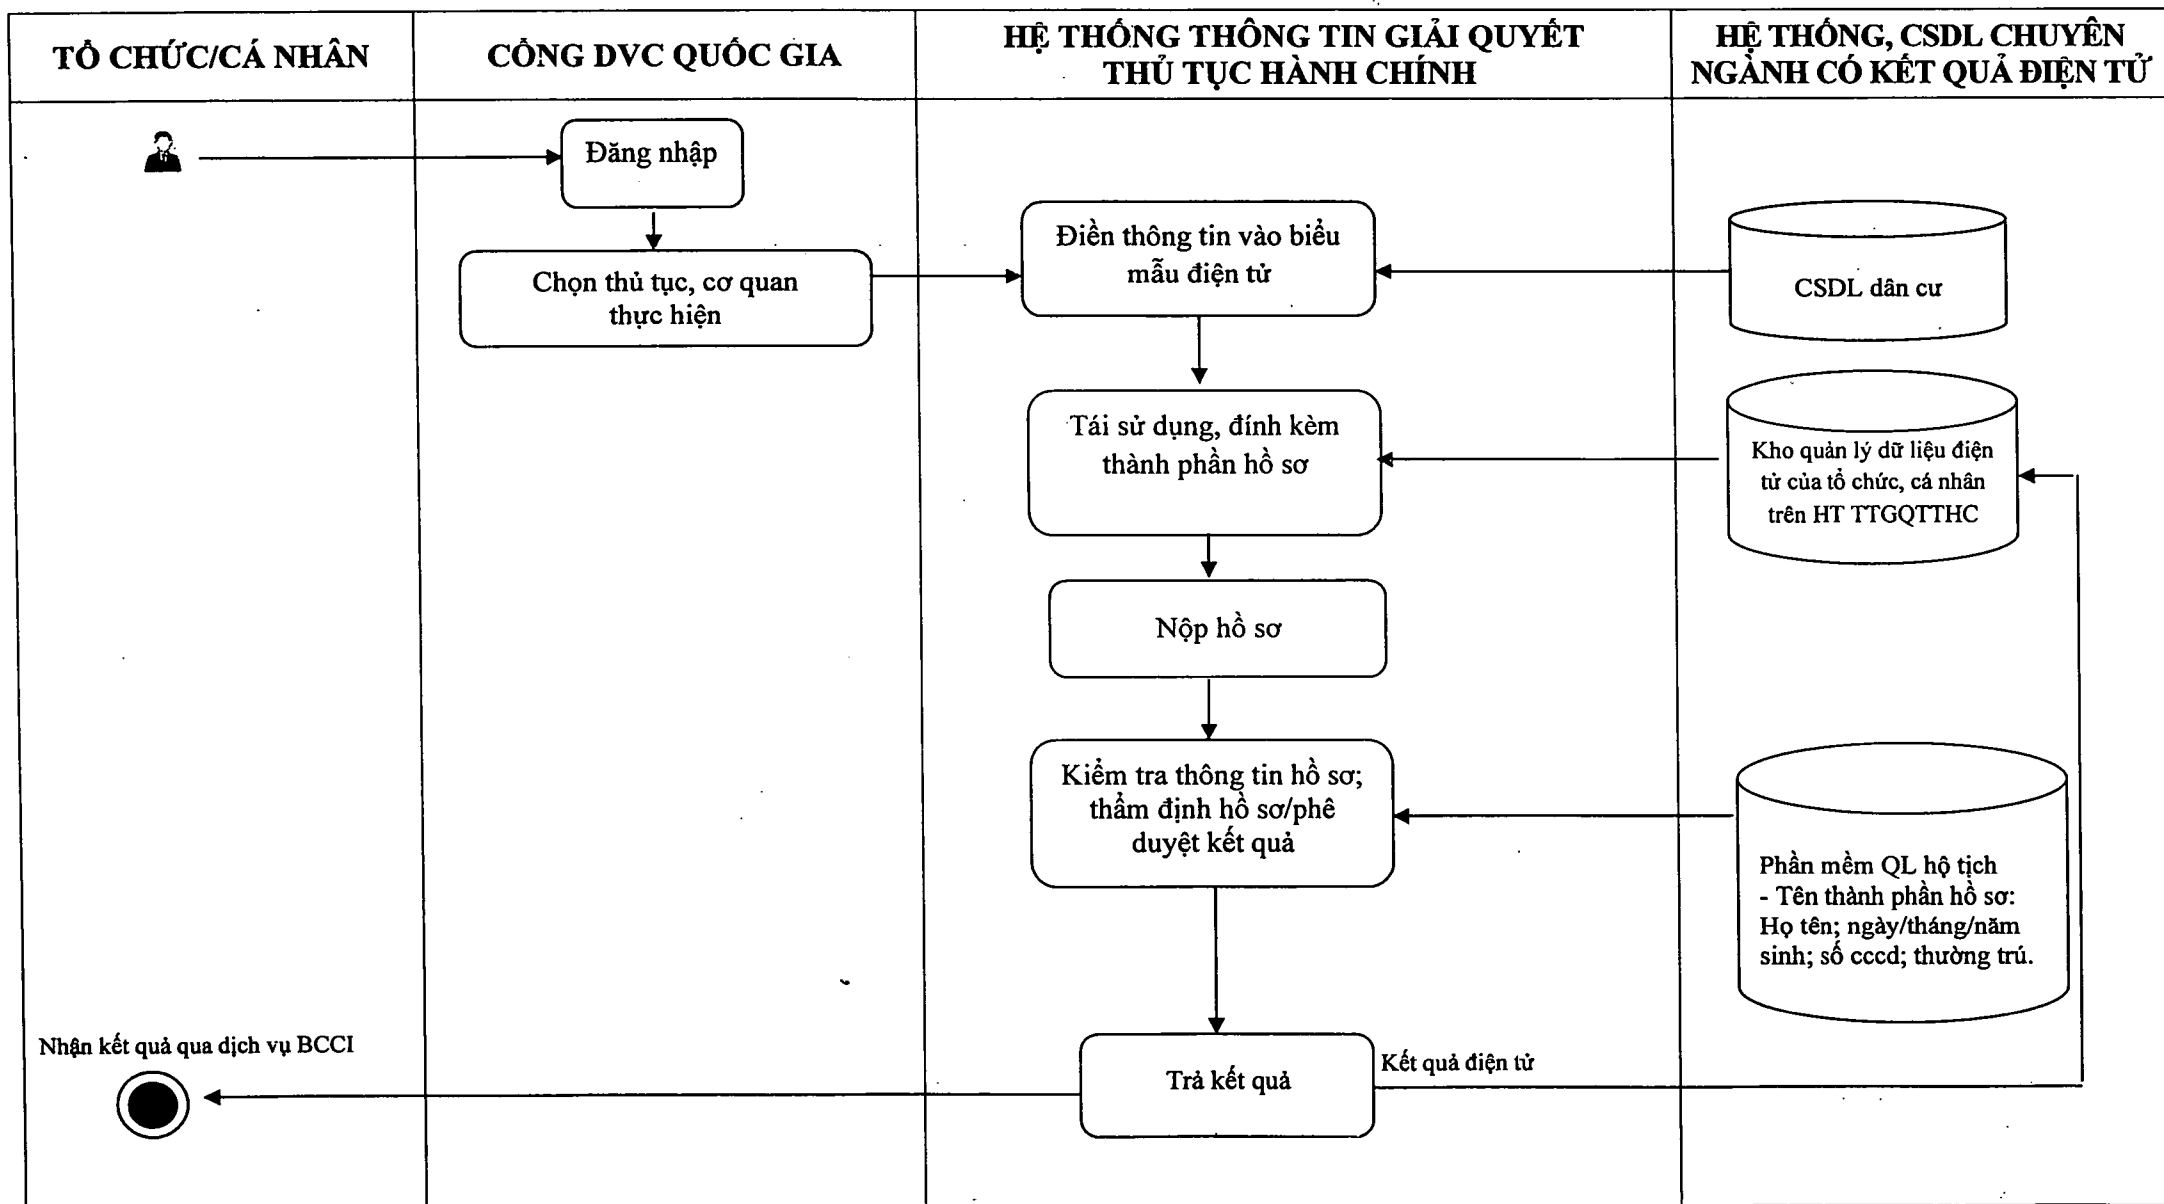 TỔ CHỨC/CÁ NHÂN
CỔNG DVC QUỐC GIA
HỆ THỐNG THÔNG TIN GIẢI QUYẾT
THỦ TỤC HÀNH CHÍNH
HỆ THỐNG, CSDL CHUYÊN
NGÀNH CÓ KẾT QUẢ ĐIỆN TỬ
Đăng nhập
Chọn thủ tục, cơ quan
thực hiện
Điền thông tin vào biểu
mẫu điện tử
CSDL dân cư
Tái sử dụng, đính kèm
thành phần hồ sơ
Kho quản lý dữ liệu điện
tử của tổ chức, cá nhân
trên HT TTGQTTHC
Nộp hồ sơ
Kiểm tra thông tin hồ sơ;
thẩm định hồ sơ/phê
duyệt kết quả
Phần mềm QL hộ tịch
- Tên thành phần hồ sơ:
Họ tên; ngày/tháng/năm
sinh; số cccd; thường trú.
Nhận kết quả qua dịch vụ BCCI
Trả kết quả
Kết quả điện tử